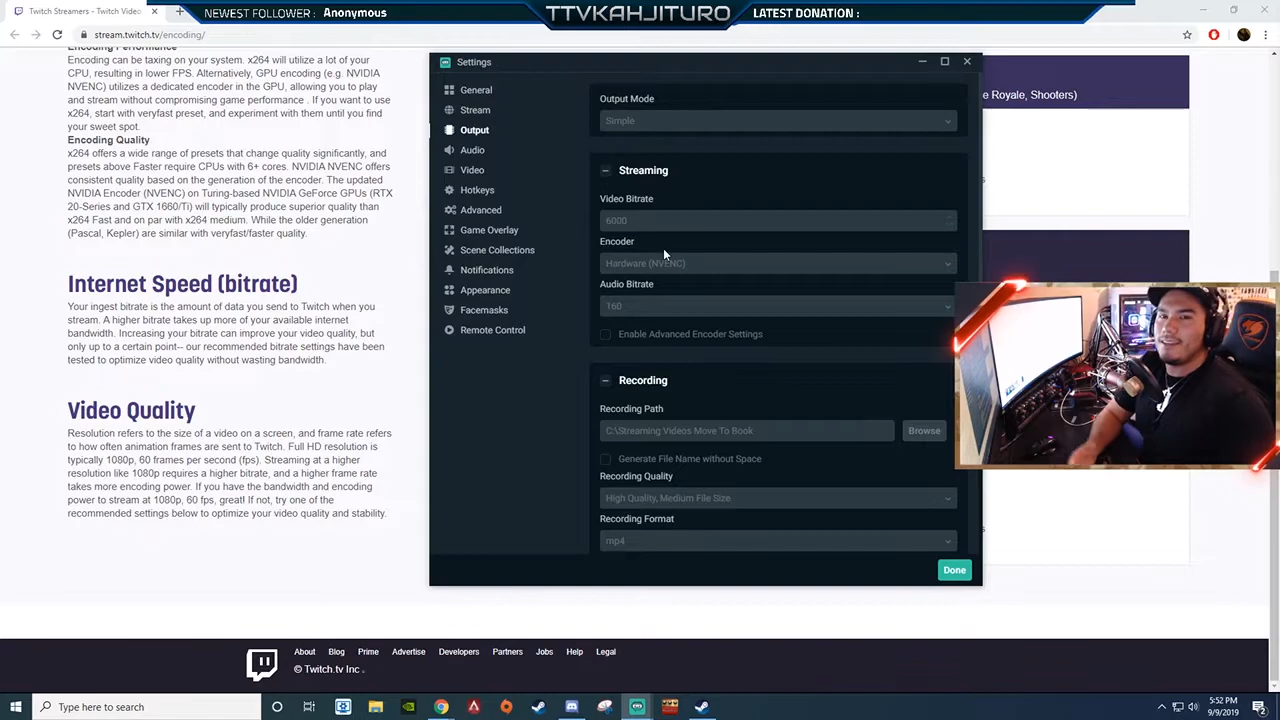 Twitch Streamers - Twitch Video
NEWEST FOLLOWER : Anonymous
TTVKAHJITURO
LATEST DONATION :
stream.twitch.tv/encoding/
Encoding Performance
Encoding can be taxing on your system. x264 will utilize a lot of your
CPU, resulting in lower FPS. Alternatively, GPU encoding (e.g. NVIDIA
NVENC) utilizes a dedicated encoder in the GPU, allowing you to play
and stream without compromising game performance . If you want to use
x264, start with veryfast preset, and experiment with them until you find
your sweet spot.
Encoding Quality
x264 offers a wide range of presets that change quality significantly, and
presets above Faster require CPUs with 6+ cores. NVIDIA NVENC offers
consistent quality based on the generation of the encoder. The updated
NVIDIA Encoder (NVENC) on Turing-based NVIDIA GeForce GPUs (RTX
20-Series and GTX 1660/Ti) will typically produce superior quality than
x264 Fast and on par with x264 medium. While the older generation
(Pascal, Kepler) are similar with veryfast/faster quality.
Internet Speed (bitrate)
Your ingest bitrate is the amount of data you send to Twitch when you
stream. A higher bitrate takes up more of your available internet
bandwidth. Increasing your bitrate can improve your video quality, but
only up to a certain point-- our recommended bitrate settings have been
tested to optimize video quality without wasting bandwidth.
Video Quality
Resolution refers to the size of a video on a screen, and frame rate refers
to how often animation frames are sent to Twitch. Full HD resolution is
typically 1080p, 60 frames per second (fps). Streaming at a higher
resolution like 1080p requires a higher bitrate, and a higher frame rate
takes more encoding power. If you have the bandwidth and encoding
power to stream at 1080p, 60 fps, great! If not, try one of the
recommended settings below to optimize your video quality and stability.
Settings
General
Stream
Output
Audio
Video
Hotkeys
Advanced
Game Overlay
Scene Collections
Notifications
Appearance
Facemasks
Remote Control
Output Mode
Simple
Streaming
Video Bitrate
6000
Encoder
Hardware (NVENC)
Audio Bitrate
160
Enable Advanced Encoder Settings
Recording
Recording Path
C:\Streaming Videos Move To Book
Browse
Generate File Name without Space
Recording Quality
High Quality, Medium File Size
Recording Format
mp4
Done
e Royale, Shooters)
About Blog Prime Advertise Developers Partners Jobs Help Legal
© Twitch.tv Inc .
Type here to search
5:52 PM
9/9/2019
2